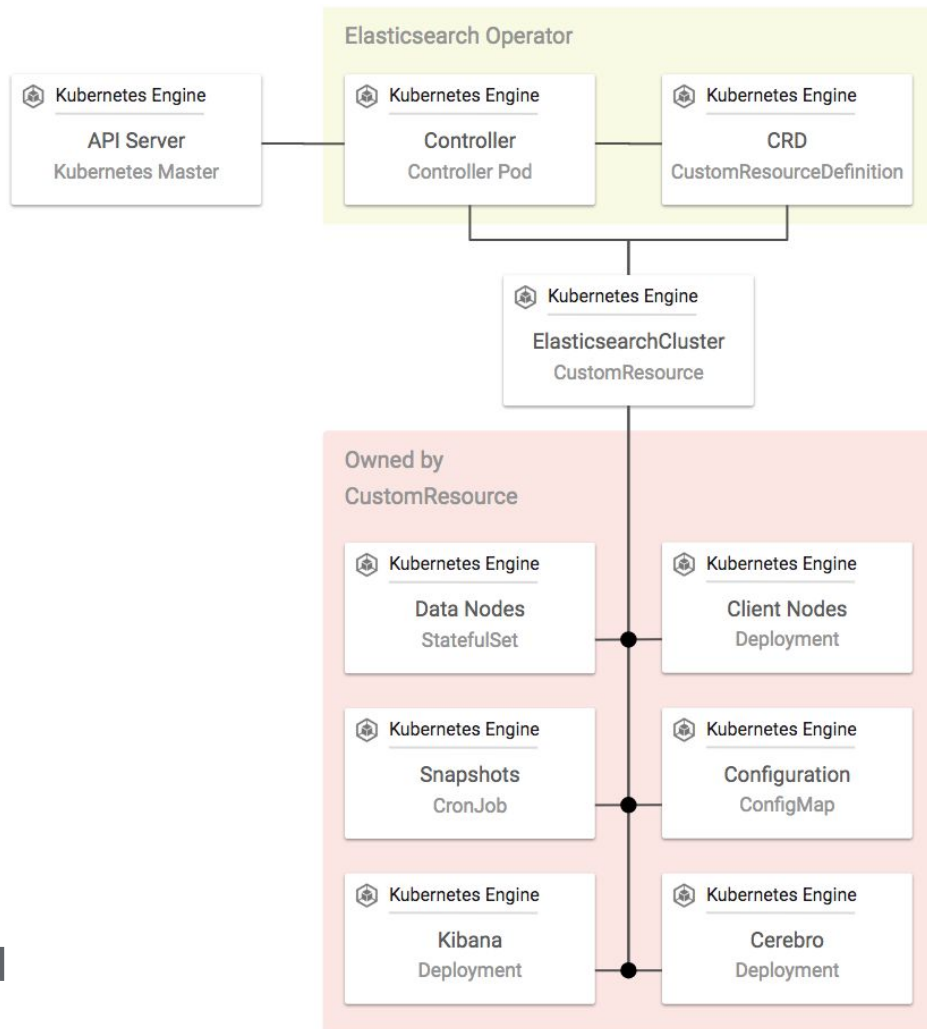 Elasticsearch Operator
Kubernetes Engine
API Server
Kubernetes Master
Kubernetes Engine
Controller
Controller Pod
Kubernetes Engine
CRD
CustomResourceDefinition
Kubernetes Engine
ElasticsearchCluster
CustomResource
Owned by
CustomResource
Kubernetes Engine
Data Nodes
StatefulSet
Kubernetes Engine
Client Nodes
Deployment
Kubernetes Engine
Snapshots
CronJob
Kubernetes Engine
Configuration
ConfigMap
Kubernetes Engine
Kibana
Deployment
Kubernetes Engine
Cerebro
Deployment